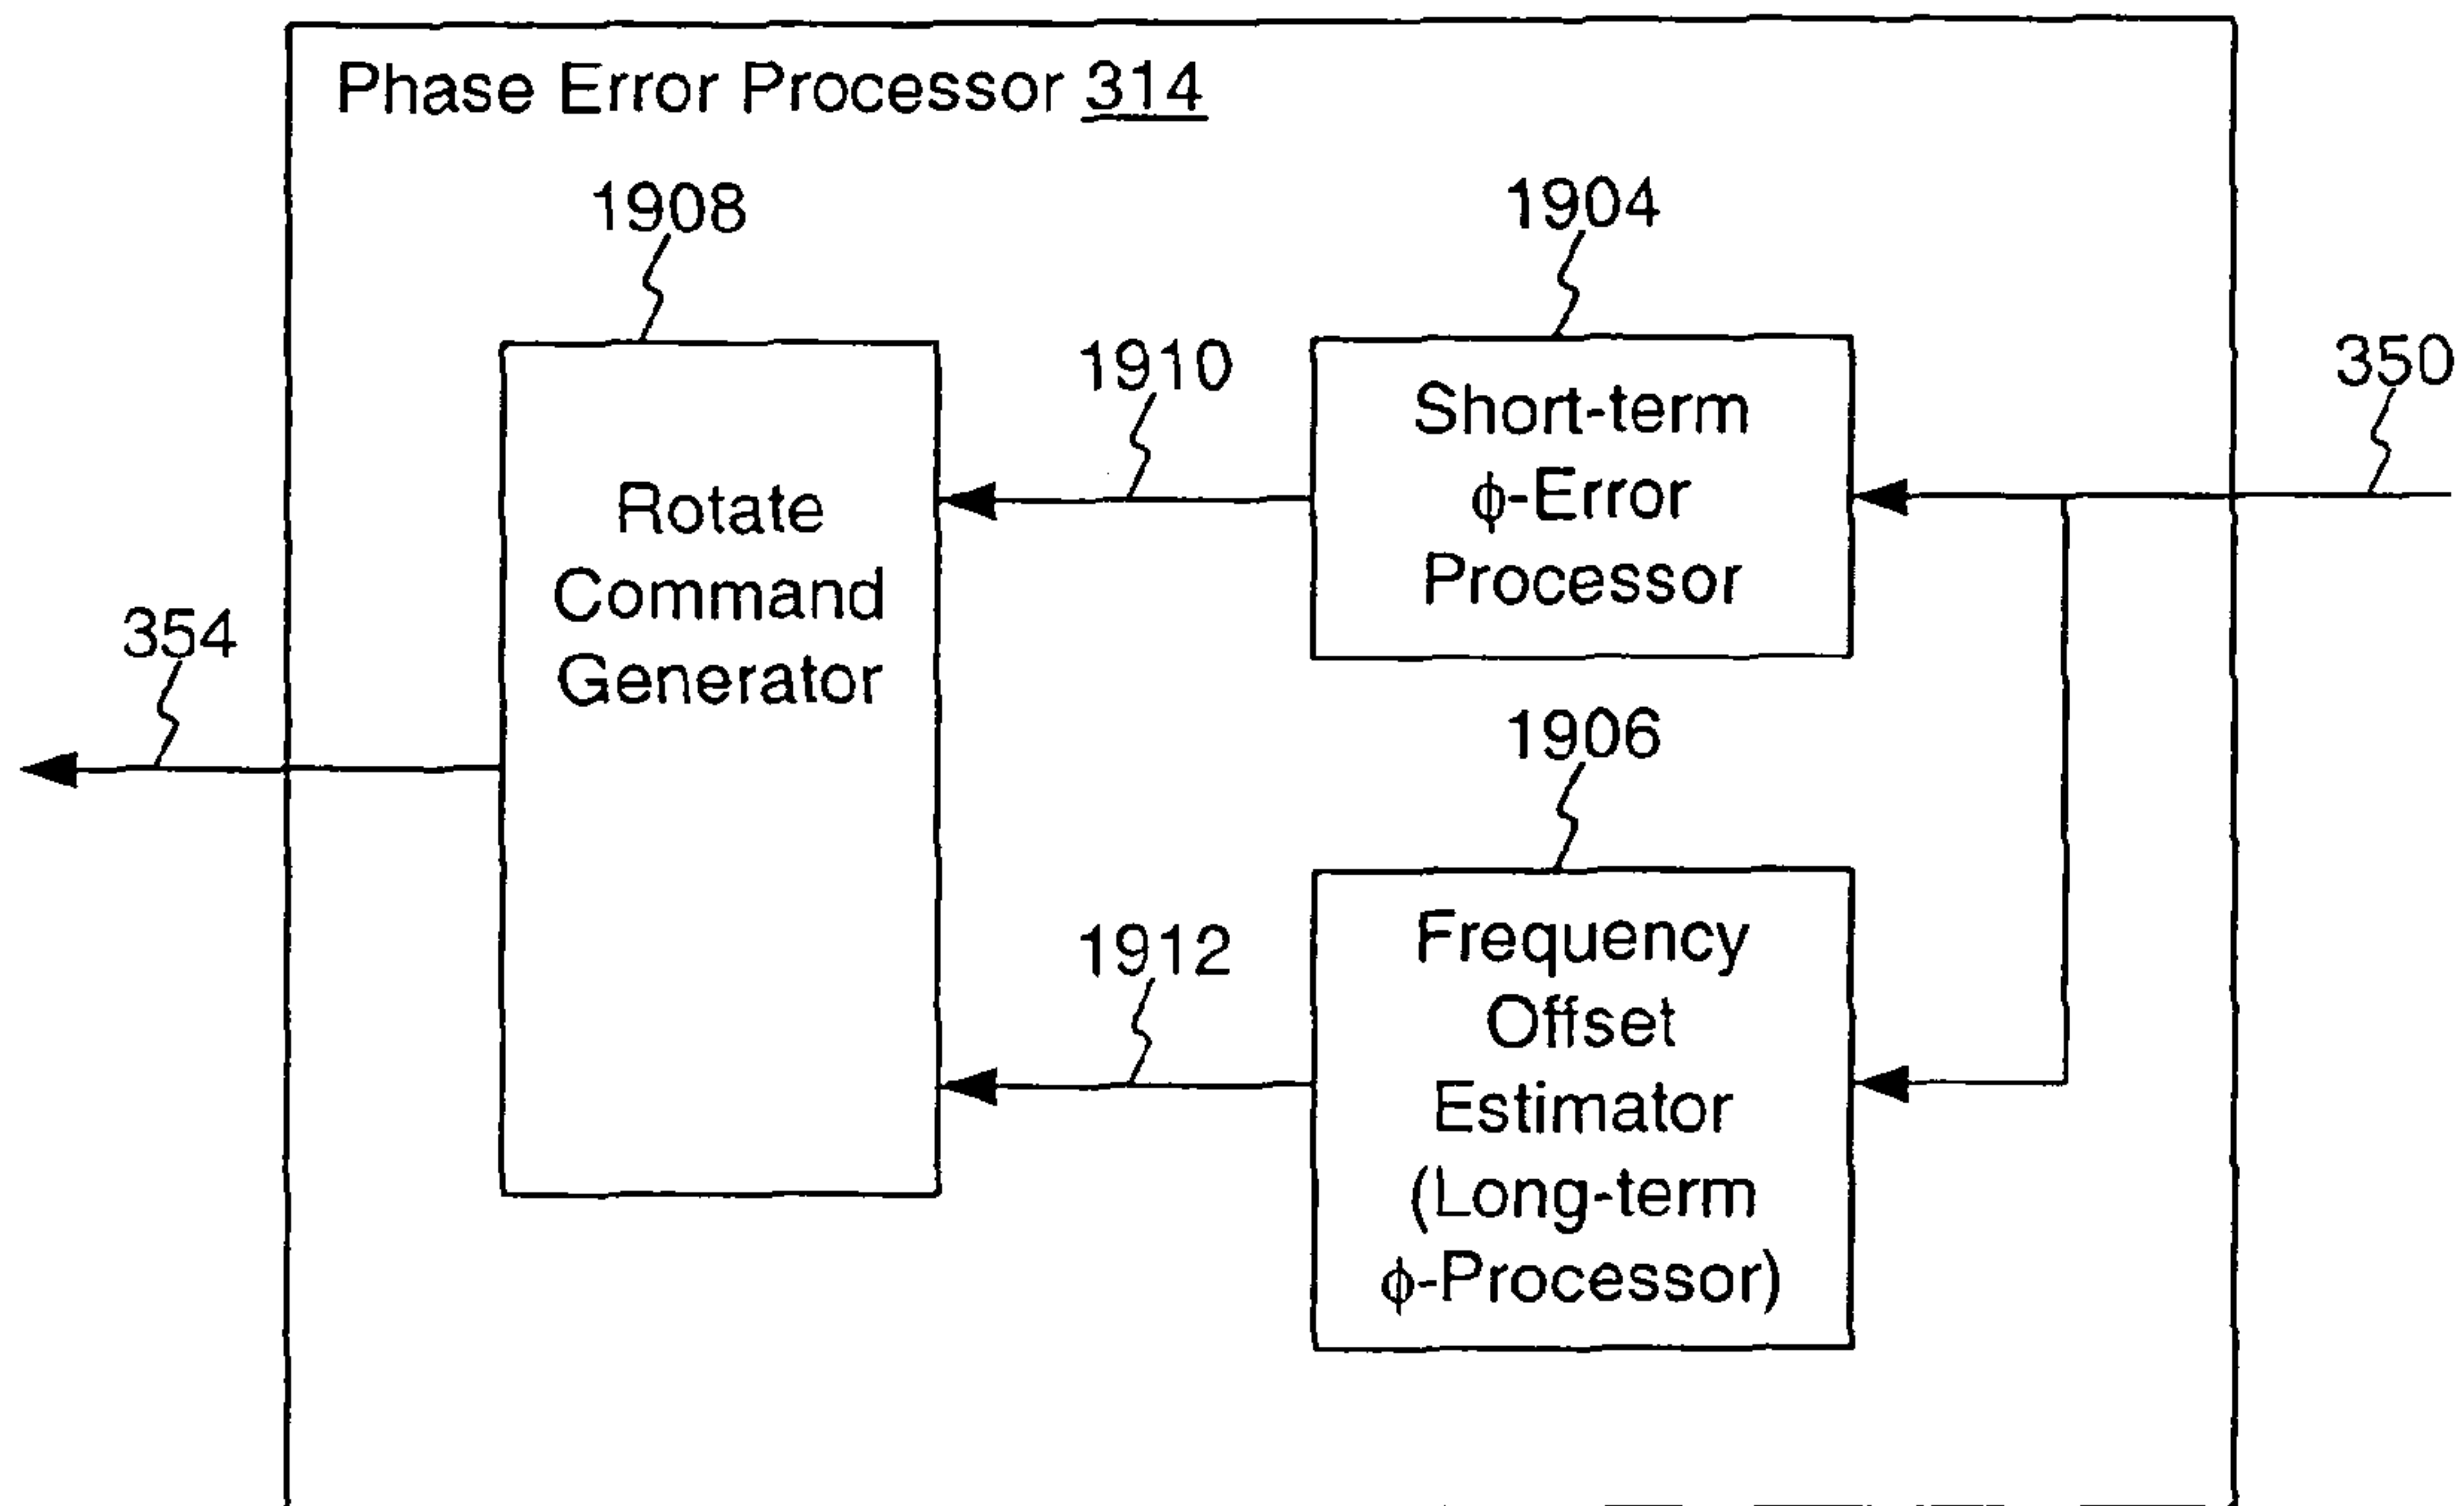 Phase Error Processor 314
1908
1904
1910
350
Short-term
ϕ-Error
Processor
Rotate
Command
Generator
354
1906
1912
Frequency
Offset
Estimator
(Long-term
ϕ-Processor)